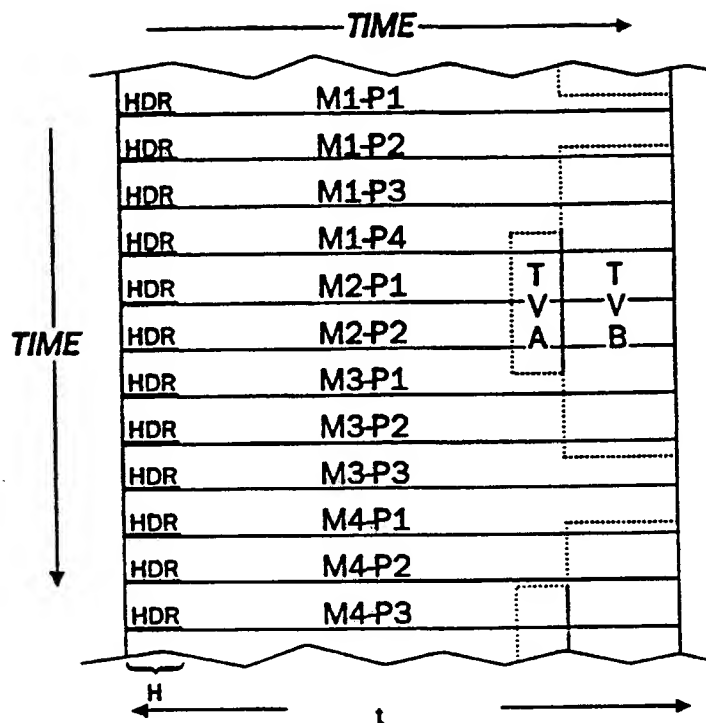 TIME
HDR M1-P1
HDR M1-P2
HDR M1-P3
HDR M1-P4
HDR M2-P1 T T
V V
HDR M2-P2 A B
TIME
HDR M3-P1
HDR M3-P2
HDR M3-P3
HDR M4-P1
HDR M4-P2
HDR M4-P3
H
t